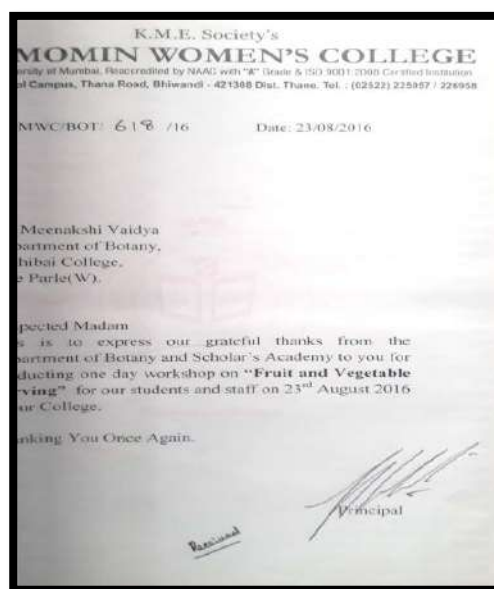 K.M.E. Society's
MOMIN WOMEN'S COLLEGE
ersity of Mumbai, Reaccredited by NAAC with "A" Grade & ISD 9001:2008 Certified Institution
ol Campus, Thana Road, Bhiwandi - 421308 Dist. Thane. Tel. : (02522) 225957 / 226958
MWC/BOT/ 618 /16 Date: 23/08/2016
Meenakshi Vaidya
partment of Botany,
hibai College,
e Parle(W).
pected Madam
s is to express our grateful thanks from the
partment of Botany and Scholar's Academy to you for
ducting one day workshop on "Fruit and Vegetable
rving" for our students and staff on 23rd August 2016
ur College.
nking You Once Again.
Principal
Received